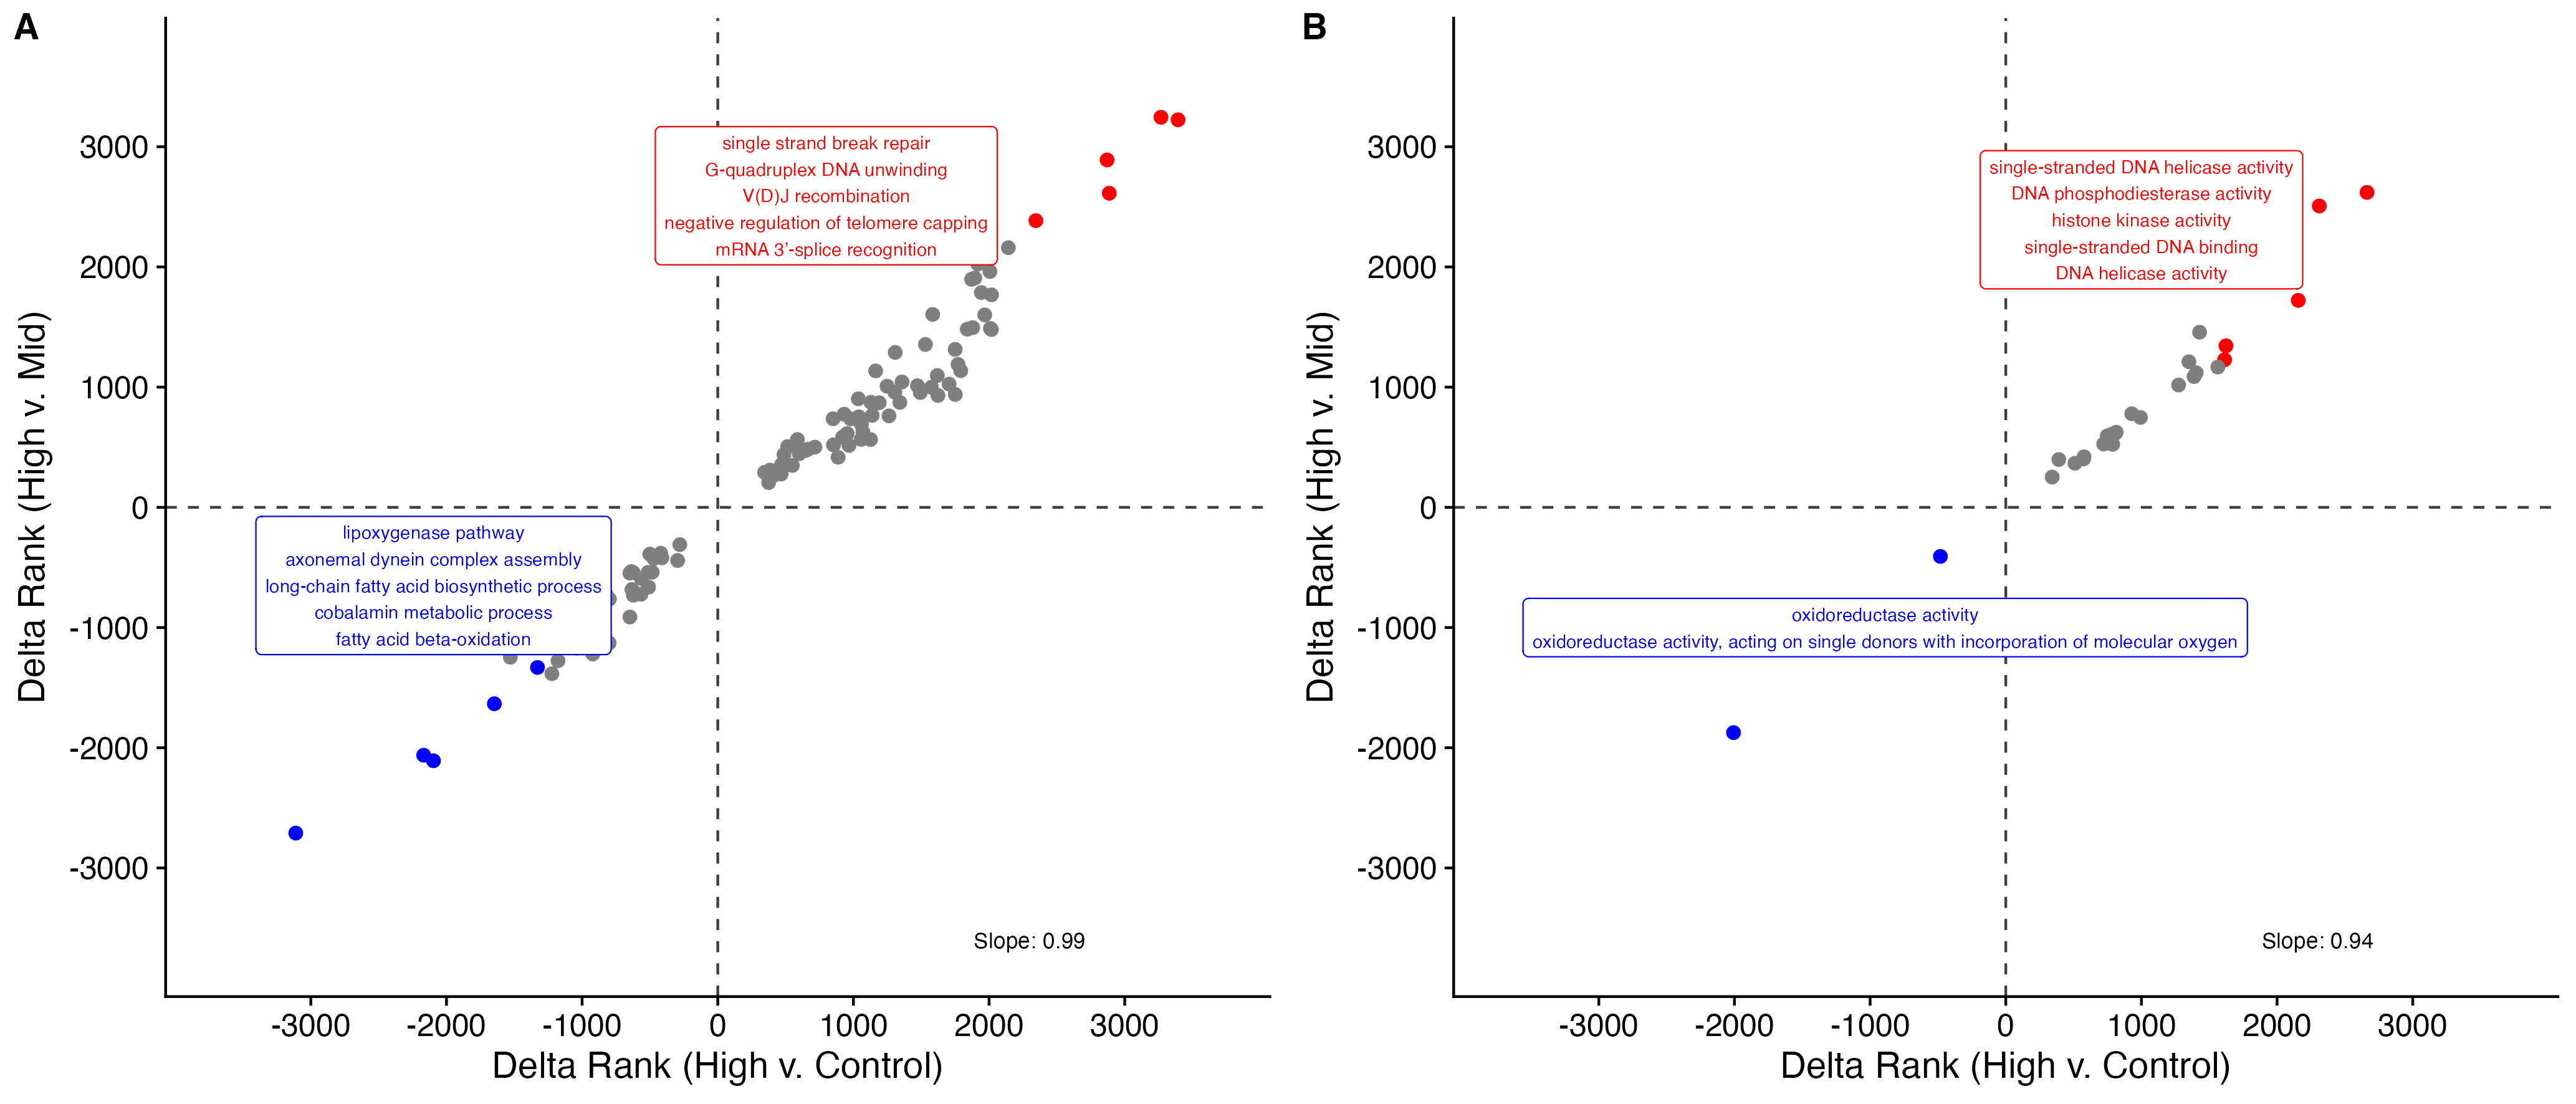 A
Delta Rank (High v. Mid)
3000
2000
1000
0
-1000
-2000
-3000
single strand break repair
G-quadruplex DNA unwinding
V(D)J recombination
negative regulation of telomere capping
mRNA 3'-splice recognition
lipoxygenase pathway
axonemal dynein complex assembly
long-chain fatty acid biosynthetic process
cobalamin metabolic process
fatty acid beta-oxidation
Slope: 0.99
-3000 -2000 -1000 0 1000 2000 3000
Delta Rank (High v. Control)
B
Delta Rank (High v. Mid)
3000
2000
1000
0
-1000
-2000
-3000
single-stranded DNA helicase activity
DNA phosphodiesterase activity
histone kinase activity
single-stranded DNA binding
DNA helicase activity
oxidoreductase activity
oxidoreductase activity, acting on single donors with incorporation of molecular oxygen
Slope: 0.94
-3000 -2000 -1000 0 1000 2000 3000
Delta Rank (High v. Control)